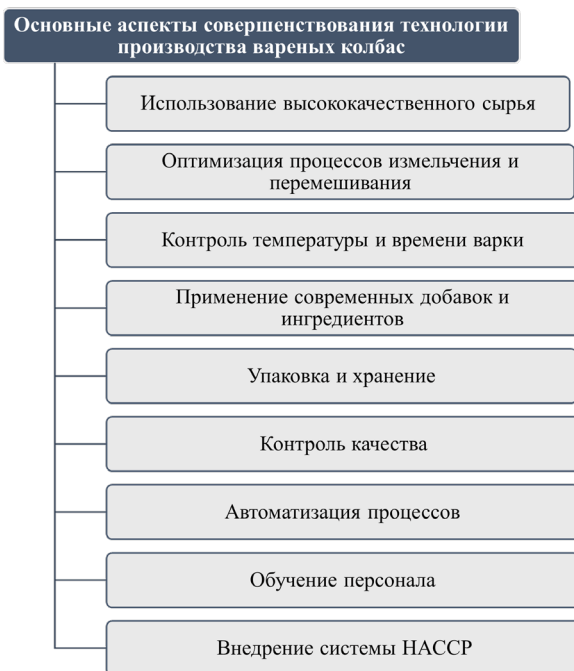 Основные аспекты совершенствования технологии
производства вареных колбас
Использование высококачественного сырья
Оптимизация процессов измельчения и
перемешивания
Контроль температуры и времени варки
Применение современных добавок и
ингредиентов
Упаковка и хранение
Контроль качества
Автоматизация процессов
Обучение персонала
Внедрение системы НАССР